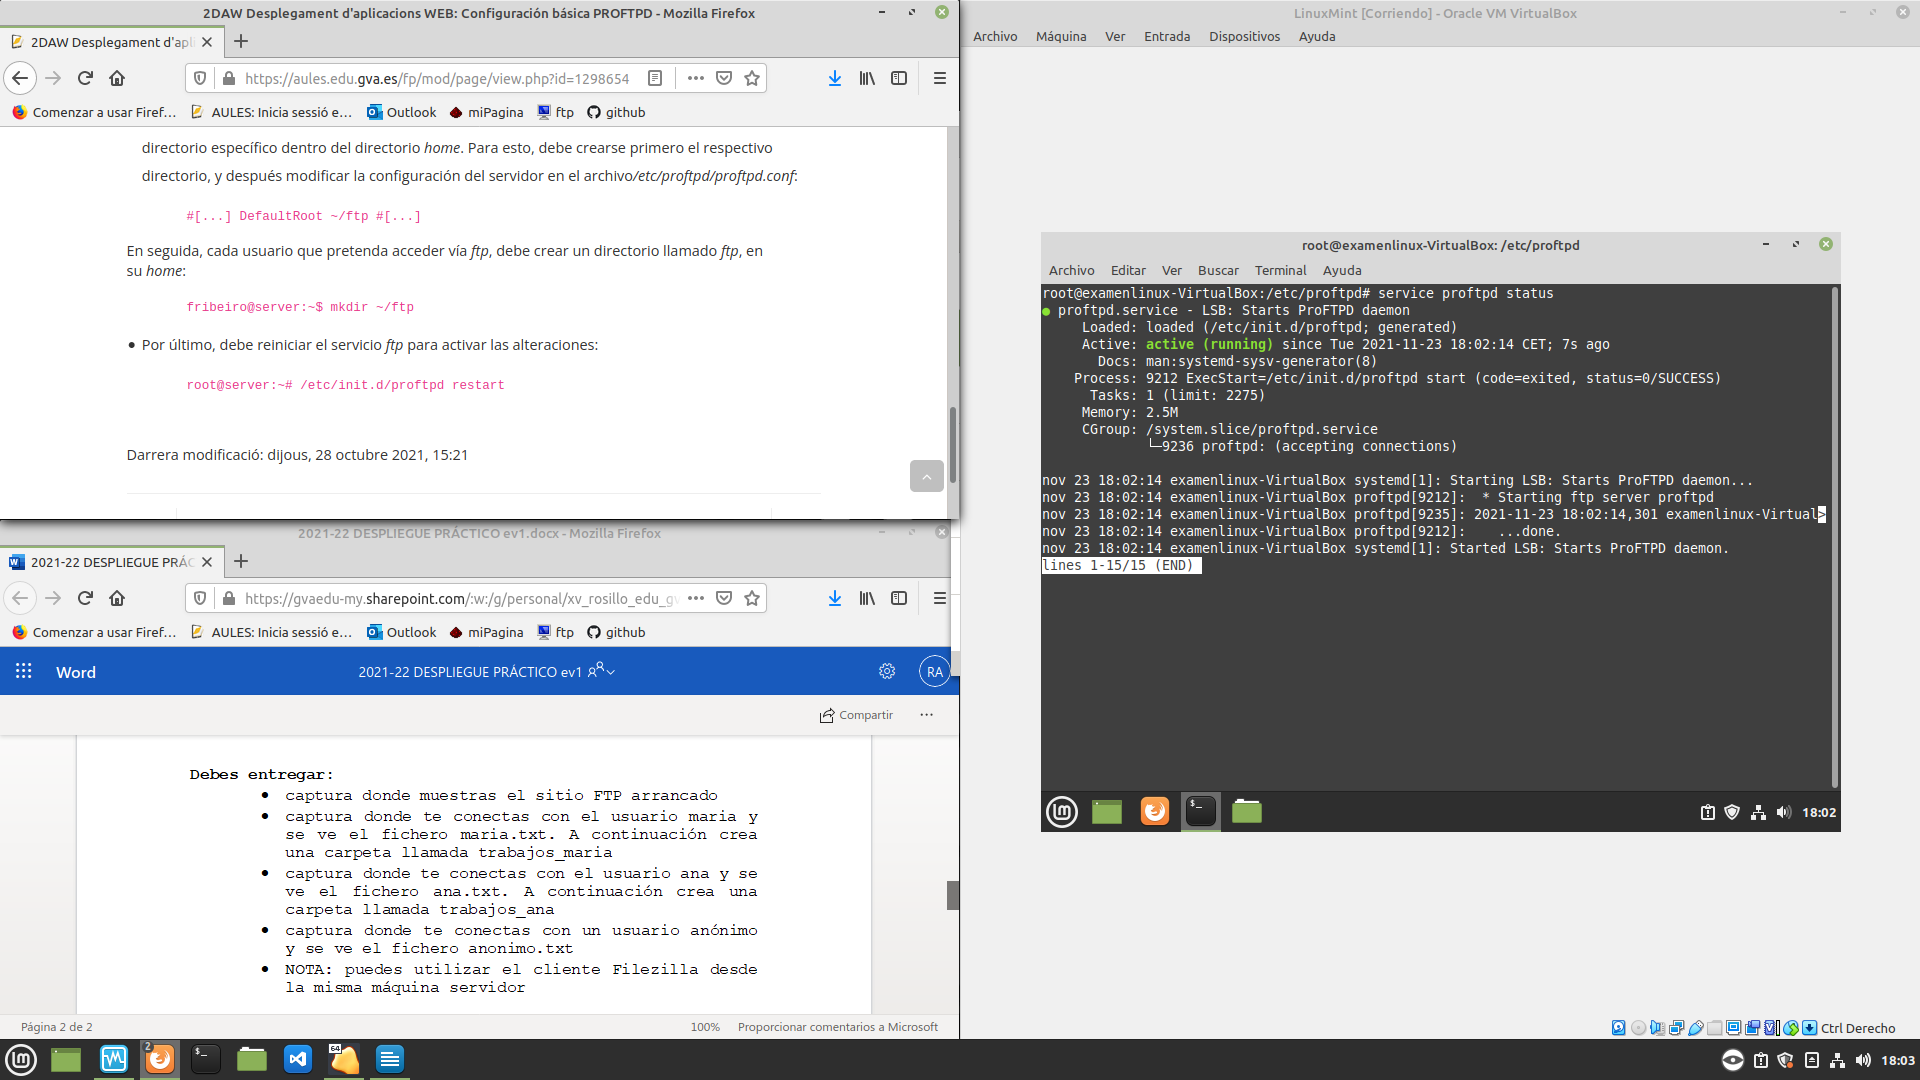 2DAW Desplegament d'aplicacions WEB: Configuración básica PROFTPD - Mozilla Firefox
2DAW Desplegament d'apl
https://aules.edu.gva.es/fp/mod/page/view.php?id=1298654
Comenzar a usar Firef…
AULES: Inicia sessió e…
Outlook
miPagina
ftp
github
directorio específico dentro del directorio home. Para esto, debe crearse primero el respectivo
directorio, y después modificar la configuración del servidor en el archivo/etc/proftpd/proftpd.conf:
#[...] DefaultRoot ~/ftp #[...]
En seguida, cada usuario que pretenda acceder vía ftp, debe crear un directorio llamado ftp, en
su home:
fribeiro@server:~$ mkdir ~/ftp
• Por último, debe reiniciar el servicio ftp para activar las alteraciones:
root@server:~# /etc/init.d/proftpd restart
Darrera modificació: dijous, 28 octubre 2021, 15:21
2021-22 DESPLIEGUE PRÁCTICO ev1.docx - Mozilla Firefox
2021-22 DESPLIEGUE PRÁC
https://gvaedu-my.sharepoint.com/:w:/g/personal/xv_rosillo_edu_gv
Comenzar a usar Firef…
AULES: Inicia sessió e…
Outlook
miPagina
ftp
github
Word
2021-22 DESPLIEGUE PRÁCTICO ev1
RA
Compartir
Debes entregar:
• captura donde muestras el sitio FTP arrancado
• captura donde te conectas con el usuario maria y
se ve el fichero maria.txt. A continuación crea
una carpeta llamada trabajos_maria
• captura donde te conectas con el usuario ana y se
ve el fichero ana.txt. A continuación crea una
carpeta llamada trabajos_ana
• captura donde te conectas con un usuario anónimo
y se ve el fichero anonimo.txt
• NOTA: puedes utilizar el cliente Filezilla desde
la misma máquina servidor
Página 2 de 2
100%
Proporcionar comentarios a Microsoft
LinuxMint [Corriendo] - Oracle VM VirtualBox
Archivo Máquina Ver Entrada Dispositivos Ayuda
root@examenlinux-VirtualBox: /etc/proftpd
Archivo Editar Ver Buscar Terminal Ayuda
root@examenlinux-VirtualBox:/etc/proftpd# service proftpd status
● proftpd.service - LSB: Starts ProFTPD daemon
Loaded: loaded (/etc/init.d/proftpd; generated)
Active: active (running) since Tue 2021-11-23 18:02:14 CET; 7s ago
Docs: man:systemd-sysv-generator(8)
Process: 9212 ExecStart=/etc/init.d/proftpd start (code=exited, status=0/SUCCESS)
Tasks: 1 (limit: 2275)
Memory: 2.5M
CGroup: /system.slice/proftpd.service
└─9236 proftpd: (accepting connections)
nov 23 18:02:14 examenlinux-VirtualBox systemd[1]: Starting LSB: Starts ProFTPD daemon...
nov 23 18:02:14 examenlinux-VirtualBox proftpd[9212]:  * Starting ftp server proftpd
nov 23 18:02:14 examenlinux-VirtualBox proftpd[9235]: 2021-11-23 18:02:14,301 examenlinux-Virtual>
nov 23 18:02:14 examenlinux-VirtualBox proftpd[9212]:    ...done.
nov 23 18:02:14 examenlinux-VirtualBox systemd[1]: Started LSB: Starts ProFTPD daemon.
lines 1-15/15 (END)
18:02
Ctrl Derecho
2
64
18:03